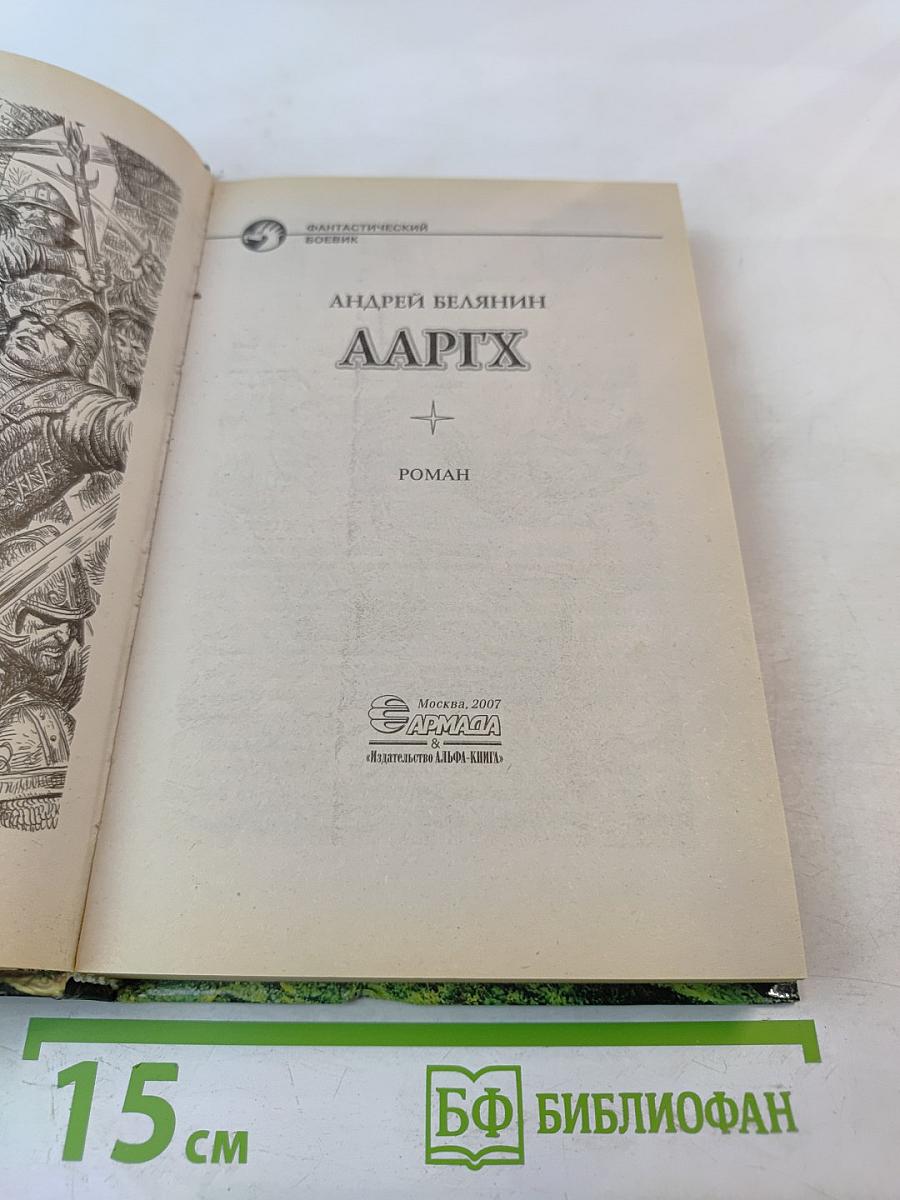 ФАНТАСТИЧЕСКИЙ
БОЕВИК
АНДРЕЙ БЕЛЯНИН
ААРГХ
РОМАН
Москва, 2007
АРМАДА
&
«Издательство АЛЬФА-КНИГА»
15 см
БФ БИБЛИОФАН